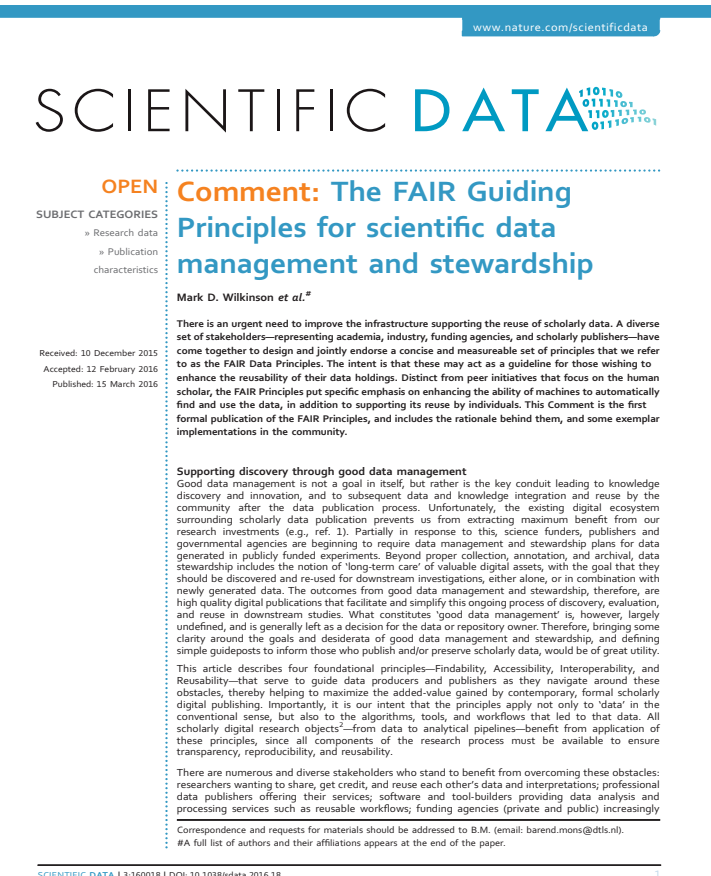 www.nature.com/scientificdata
SCIENTIFIC DATA
110110
0111101
11011110
011101101
OPEN
SUBJECT CATEGORIES
» Research data
» Publication
characteristics
Received: 10 December 2015
Accepted: 12 February 2016
Published: 15 March 2016
Comment: The FAIR Guiding
Principles for scientific data
management and stewardship
Mark D. Wilkinson et al.#
There is an urgent need to improve the infrastructure supporting the reuse of scholarly data. A diverse
set of stakeholders—representing academia, industry, funding agencies, and scholarly publishers—have
come together to design and jointly endorse a concise and measureable set of principles that we refer
to as the FAIR Data Principles. The intent is that these may act as a guideline for those wishing to
enhance the reusability of their data holdings. Distinct from peer initiatives that focus on the human
scholar, the FAIR Principles put specific emphasis on enhancing the ability of machines to automatically
find and use the data, in addition to supporting its reuse by individuals. This Comment is the first
formal publication of the FAIR Principles, and includes the rationale behind them, and some exemplar
implementations in the community.
Supporting discovery through good data management
Good data management is not a goal in itself, but rather is the key conduit leading to knowledge
discovery and innovation, and to subsequent data and knowledge integration and reuse by the
community after the data publication process. Unfortunately, the existing digital ecosystem
surrounding scholarly data publication prevents us from extracting maximum benefit from our
research investments (e.g., ref. 1). Partially in response to this, science funders, publishers and
governmental agencies are beginning to require data management and stewardship plans for data
generated in publicly funded experiments. Beyond proper collection, annotation, and archival, data
stewardship includes the notion of ‘long-term care’ of valuable digital assets, with the goal that they
should be discovered and re-used for downstream investigations, either alone, or in combination with
newly generated data. The outcomes from good data management and stewardship, therefore, are
high quality digital publications that facilitate and simplify this ongoing process of discovery, evaluation,
and reuse in downstream studies. What constitutes ‘good data management’ is, however, largely
undefined, and is generally left as a decision for the data or repository owner. Therefore, bringing some
clarity around the goals and desiderata of good data management and stewardship, and defining
simple guideposts to inform those who publish and/or preserve scholarly data, would be of great utility.
This article describes four foundational principles—Findability, Accessibility, Interoperability, and
Reusability—that serve to guide data producers and publishers as they navigate around these
obstacles, thereby helping to maximize the added-value gained by contemporary, formal scholarly
digital publishing. Importantly, it is our intent that the principles apply not only to ‘data’ in the
conventional sense, but also to the algorithms, tools, and workflows that led to that data. All
scholarly digital research objects²—from data to analytical pipelines—benefit from application of
these principles, since all components of the research process must be available to ensure
transparency, reproducibility, and reusability.
There are numerous and diverse stakeholders who stand to benefit from overcoming these obstacles:
researchers wanting to share, get credit, and reuse each other’s data and interpretations; professional
data publishers offering their services; software and tool-builders providing data analysis and
processing services such as reusable workflows; funding agencies (private and public) increasingly
Correspondence and requests for materials should be addressed to B.M. (email: barend.mons@dtls.nl).
#A full list of authors and their affiliations appears at the end of the paper.
SCIENTIFIC DATA | 3:160018 | DOI: 10.1038/sdata.2016.18
1